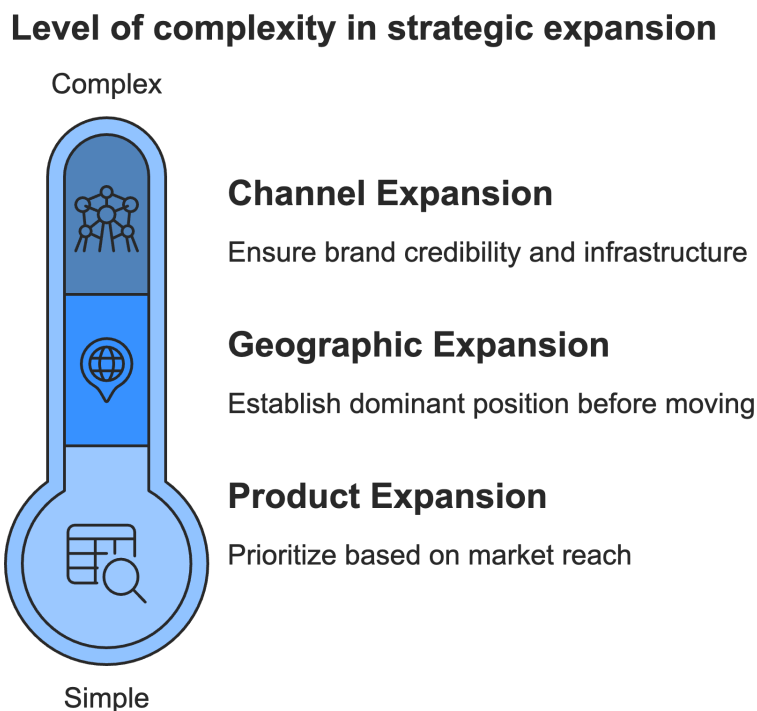 Level of complexity in strategic expansion
Complex
Channel Expansion
Ensure brand credibility and infrastructure
Geographic Expansion
Establish dominant position before moving
Product Expansion
Prioritize based on market reach
Simple